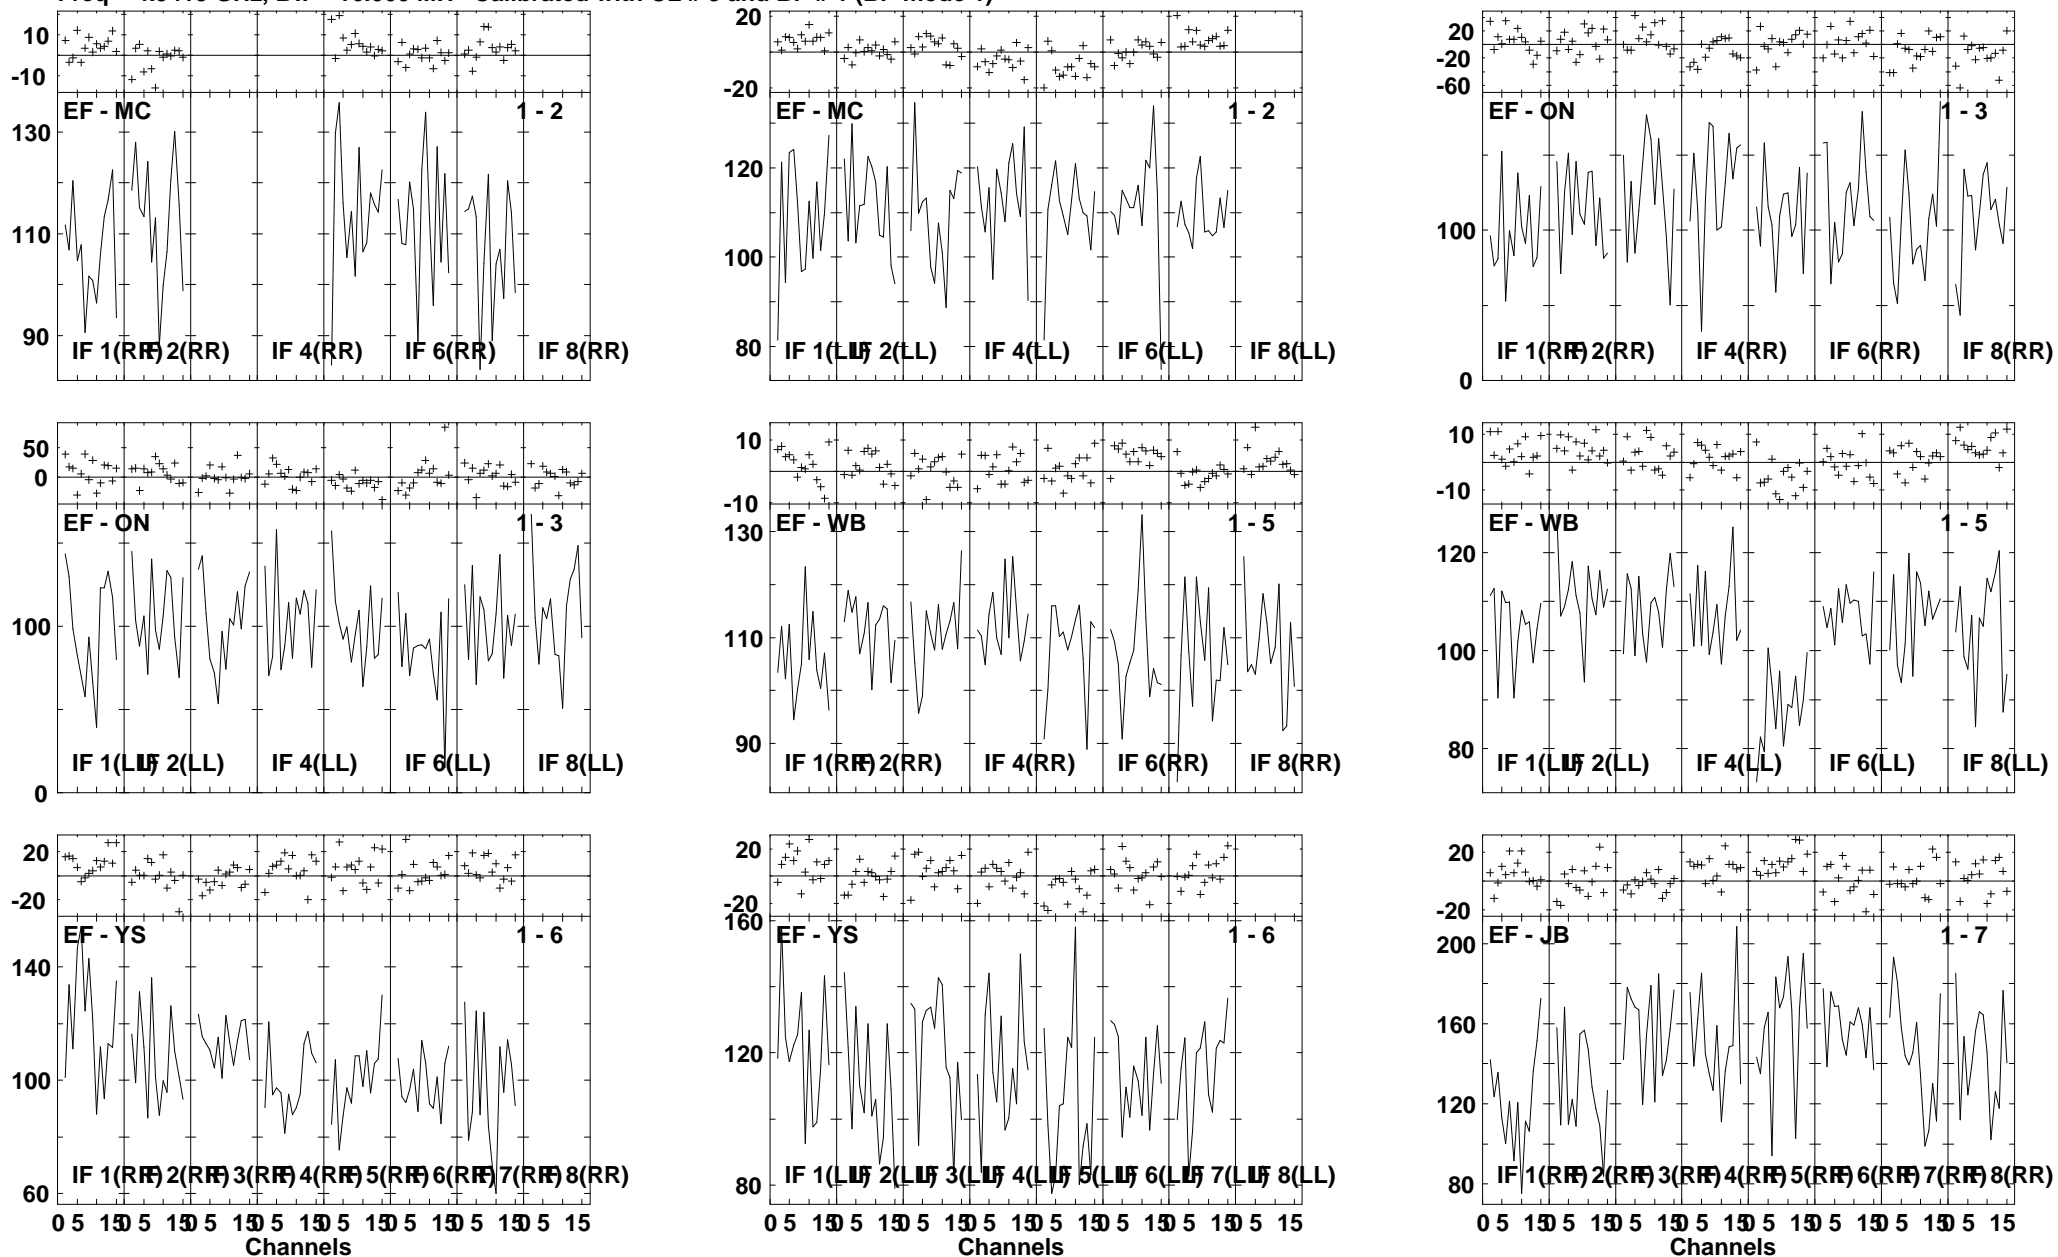 10
-10
EF - MC
1 - 2
130
110
90
IF 1(RR) IF 2(RR) IF 4(RR) IF 6(RR) IF 8(RR)
20
-20
EF - MC
1 - 2
120
100
80
IF 1(LL) IF 2(LL) IF 4(LL) IF 6(LL) IF 8(LL)
20
-20
-60
EF - ON
1 - 3
100
0
IF 1(RR) IF 2(RR) IF 4(RR) IF 6(RR) IF 8(RR)
50
0
EF - ON
1 - 3
100
0
IF 1(LL) IF 2(LL) IF 4(LL) IF 6(LL) IF 8(LL)
10
-10
EF - WB
1 - 5
130
110
90
IF 1(RR) IF 2(RR) IF 4(RR) IF 6(RR) IF 8(RR)
10
-10
EF - WB
1 - 5
120
100
80
IF 1(LL) IF 2(LL) IF 4(LL) IF 6(LL) IF 8(LL)
20
-20
EF - YS
1 - 6
140
100
60
IF 1(RR) IF 2(RR) IF 3(RR) IF 4(RR) IF 5(RR) IF 6(RR) IF 7(RR) IF 8(RR)
0 5 15 0 5 15 0 5 15 0 5 15 0 5 15 0 5 15 0 5 15 0 5 15
Channels
20
-20
EF - YS
1 - 6
160
120
80
IF 1(LL) IF 2(LL) IF 3(LL) IF 4(LL) IF 5(LL) IF 6(LL) IF 7(LL) IF 8(LL)
0 5 15 0 5 15 0 5 15 0 5 15 0 5 15 0 5 15 0 5 15 0 5 15
Channels
20
-20
EF - JB
1 - 7
200
160
120
80
IF 1(RR) IF 2(RR) IF 3(RR) IF 4(RR) IF 5(RR) IF 6(RR) IF 7(RR) IF 8(RR)
0 5 15 0 5 15 0 5 15 0 5 15 0 5 15 0 5 15 0 5 15 0 5 15